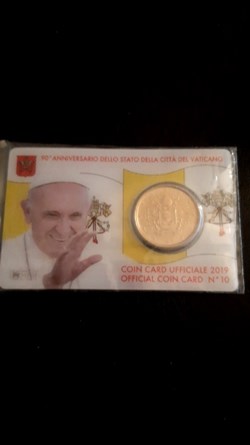 90° ANNIVERSARIO DELLO STATO DELLA CITTÀ DEL VATICANO
COIN CARD UFFICIALE 2019
OFFICIAL COIN CARD N°10